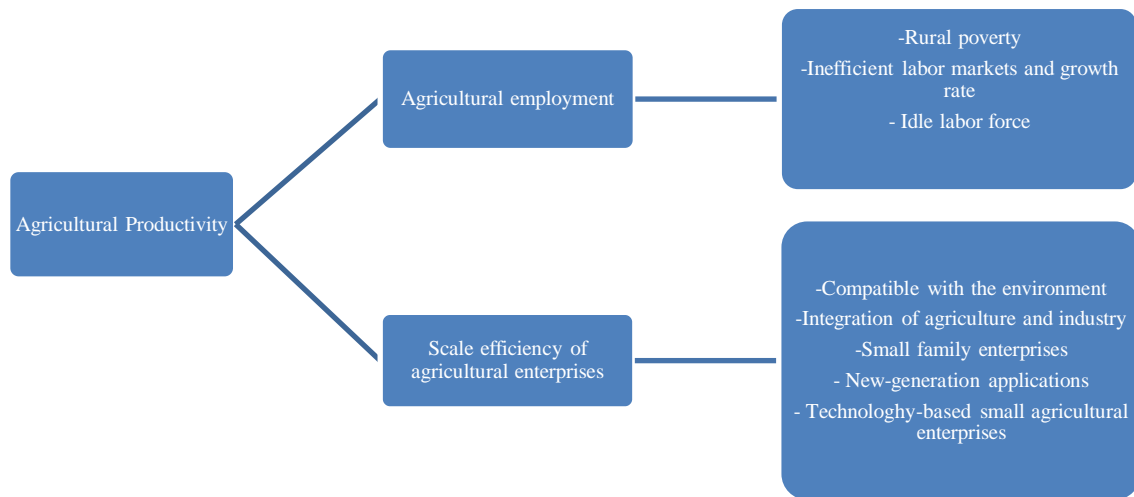 Agricultural Productivity
Agricultural employment
-Rural poverty
-Inefficient labor markets and growth
rate
- Idle labor force
Scale efficiency of
agricultural enterprises
-Compatible with the environment
-Integration of agriculture and industry
-Small family enterprises
- New-generation applications
- Technologhy-based small agricultural
enterprises